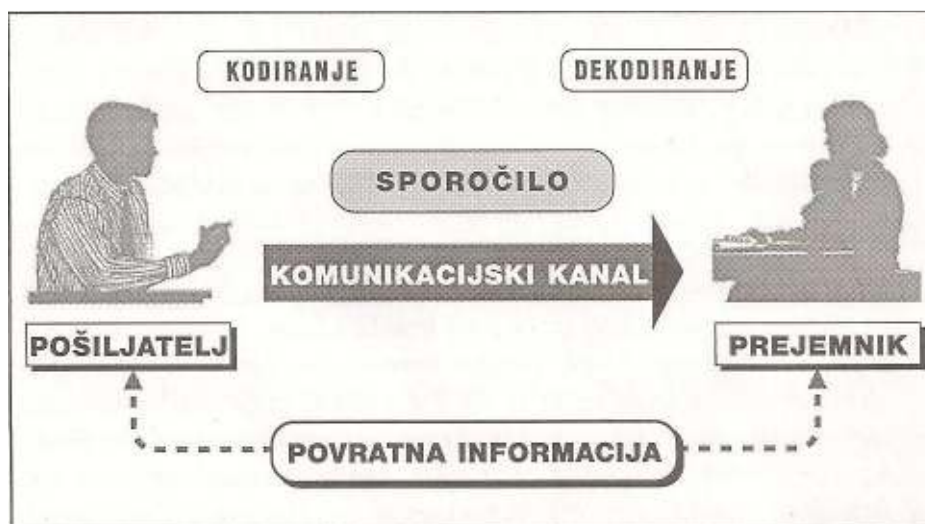 KODIRANJE
DEKODIRANJE
SPOROČILO
KOMUNIKACIJSKI KANAL
POŠILJATELJ
PREJEMNIK
POVRATNA INFORMACIJA